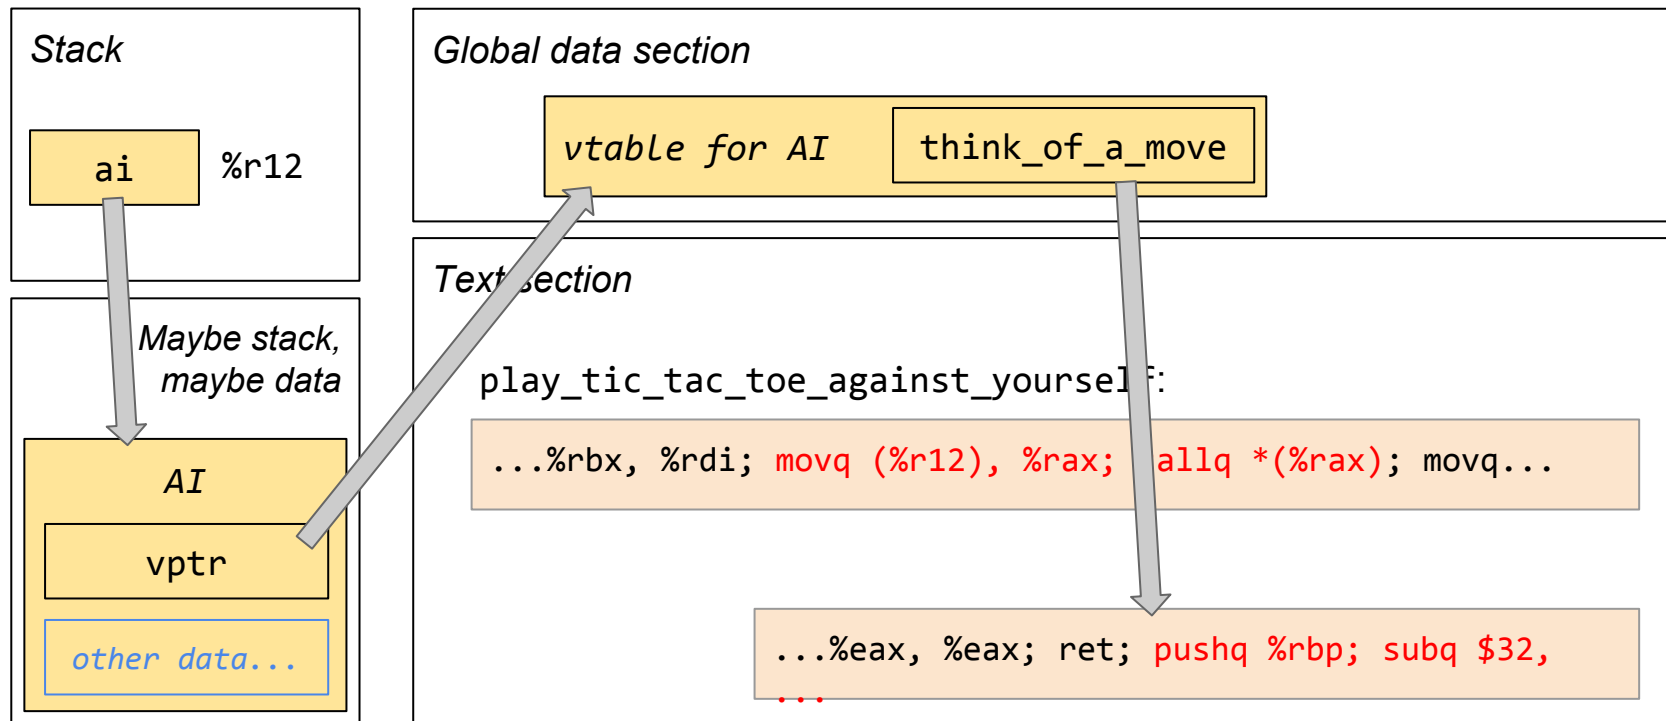 Stack
ai
%r12
Maybe stack,
maybe data
AI
vptr
other data...
Global data section
vtable for AI
think_of_a_move
Text section
play_tic_tac_toe_against_yourself:
...%rbx, %rdi; movq (%r12), %rax; allq *(%rax); movq...
...%eax, %eax; ret; pushq %rbp; subq $32,
...